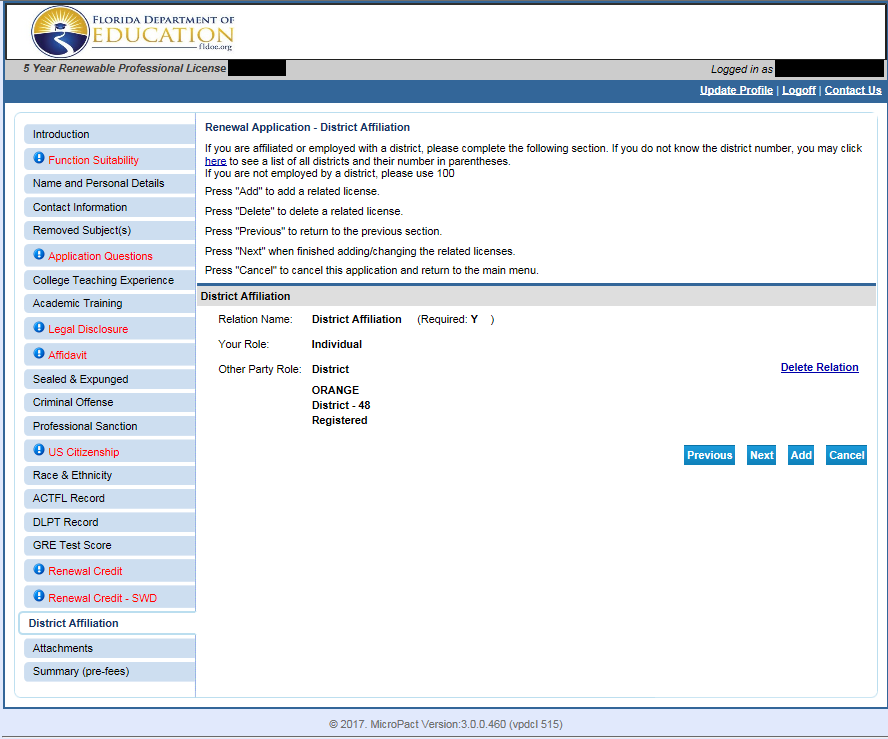 FLORIDA DEPARTMENT OF
EDUCATION
fldoe.org
5 Year Renewable Professional License
Logged in as
Update Profile | Logoff | Contact Us
Introduction
Function Suitability
Name and Personal Details
Contact Information
Removed Subject(s)
Application Questions
College Teaching Experience
Academic Training
Legal Disclosure
Affidavit
Sealed & Expunged
Criminal Offense
Professional Sanction
US Citizenship
Race & Ethnicity
ACTFL Record
DLPT Record
GRE Test Score
Renewal Credit
Renewal Credit - SWD
District Affiliation
Attachments
Summary (pre-fees)
Renewal Application - District Affiliation
If you are affiliated or employed with a district, please complete the following section. If you do not know the district number, you may click
here to see a list of all districts and their number in parentheses.
If you are not employed by a district, please use 100
Press "Add" to add a related license.
Press "Delete" to delete a related license.
Press "Previous" to return to the previous section.
Press "Next" when finished adding/changing the related licenses.
Press "Cancel" to cancel this application and return to the main menu.
District Affiliation
Relation Name: District Affiliation (Required: Y )
Your Role: Individual
Other Party Role: District Delete Relation
ORANGE
District - 48
Registered
Previous Next Add Cancel
© 2017. MicroPact Version:3.0.0.460 (vpdcl 515)